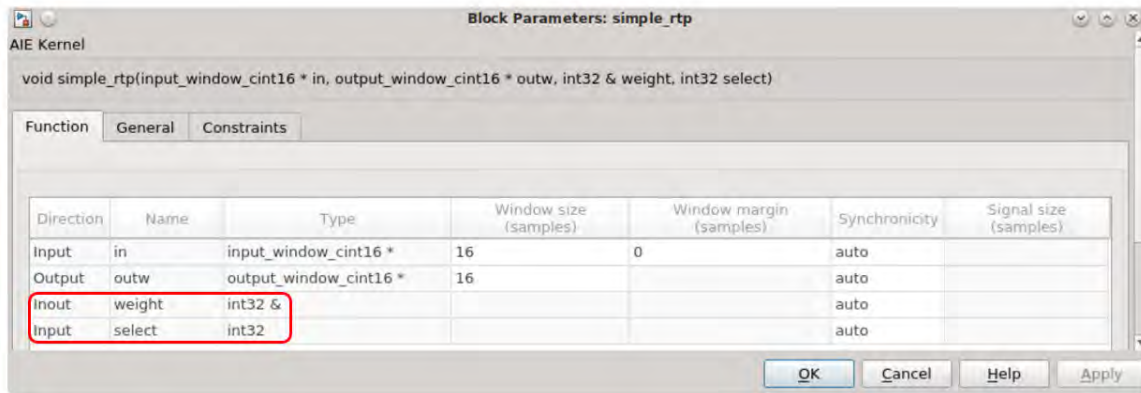 Block Parameters: simple_rtp
AIE Kernel
void simple_rtp(input_window_cint16 * in, output_window_cint16 * outw, int32 & weight, int32 select)
Function General Constraints
Direction Name Type Window size (samples) Window margin (samples) Synchronicity Signal size (samples)
Input in input_window_cint16 * 16 0 auto
Output outw output_window_cint16 * 16 auto
Inout weight int32 & auto
Input select int32 auto
OK Cancel Help Apply